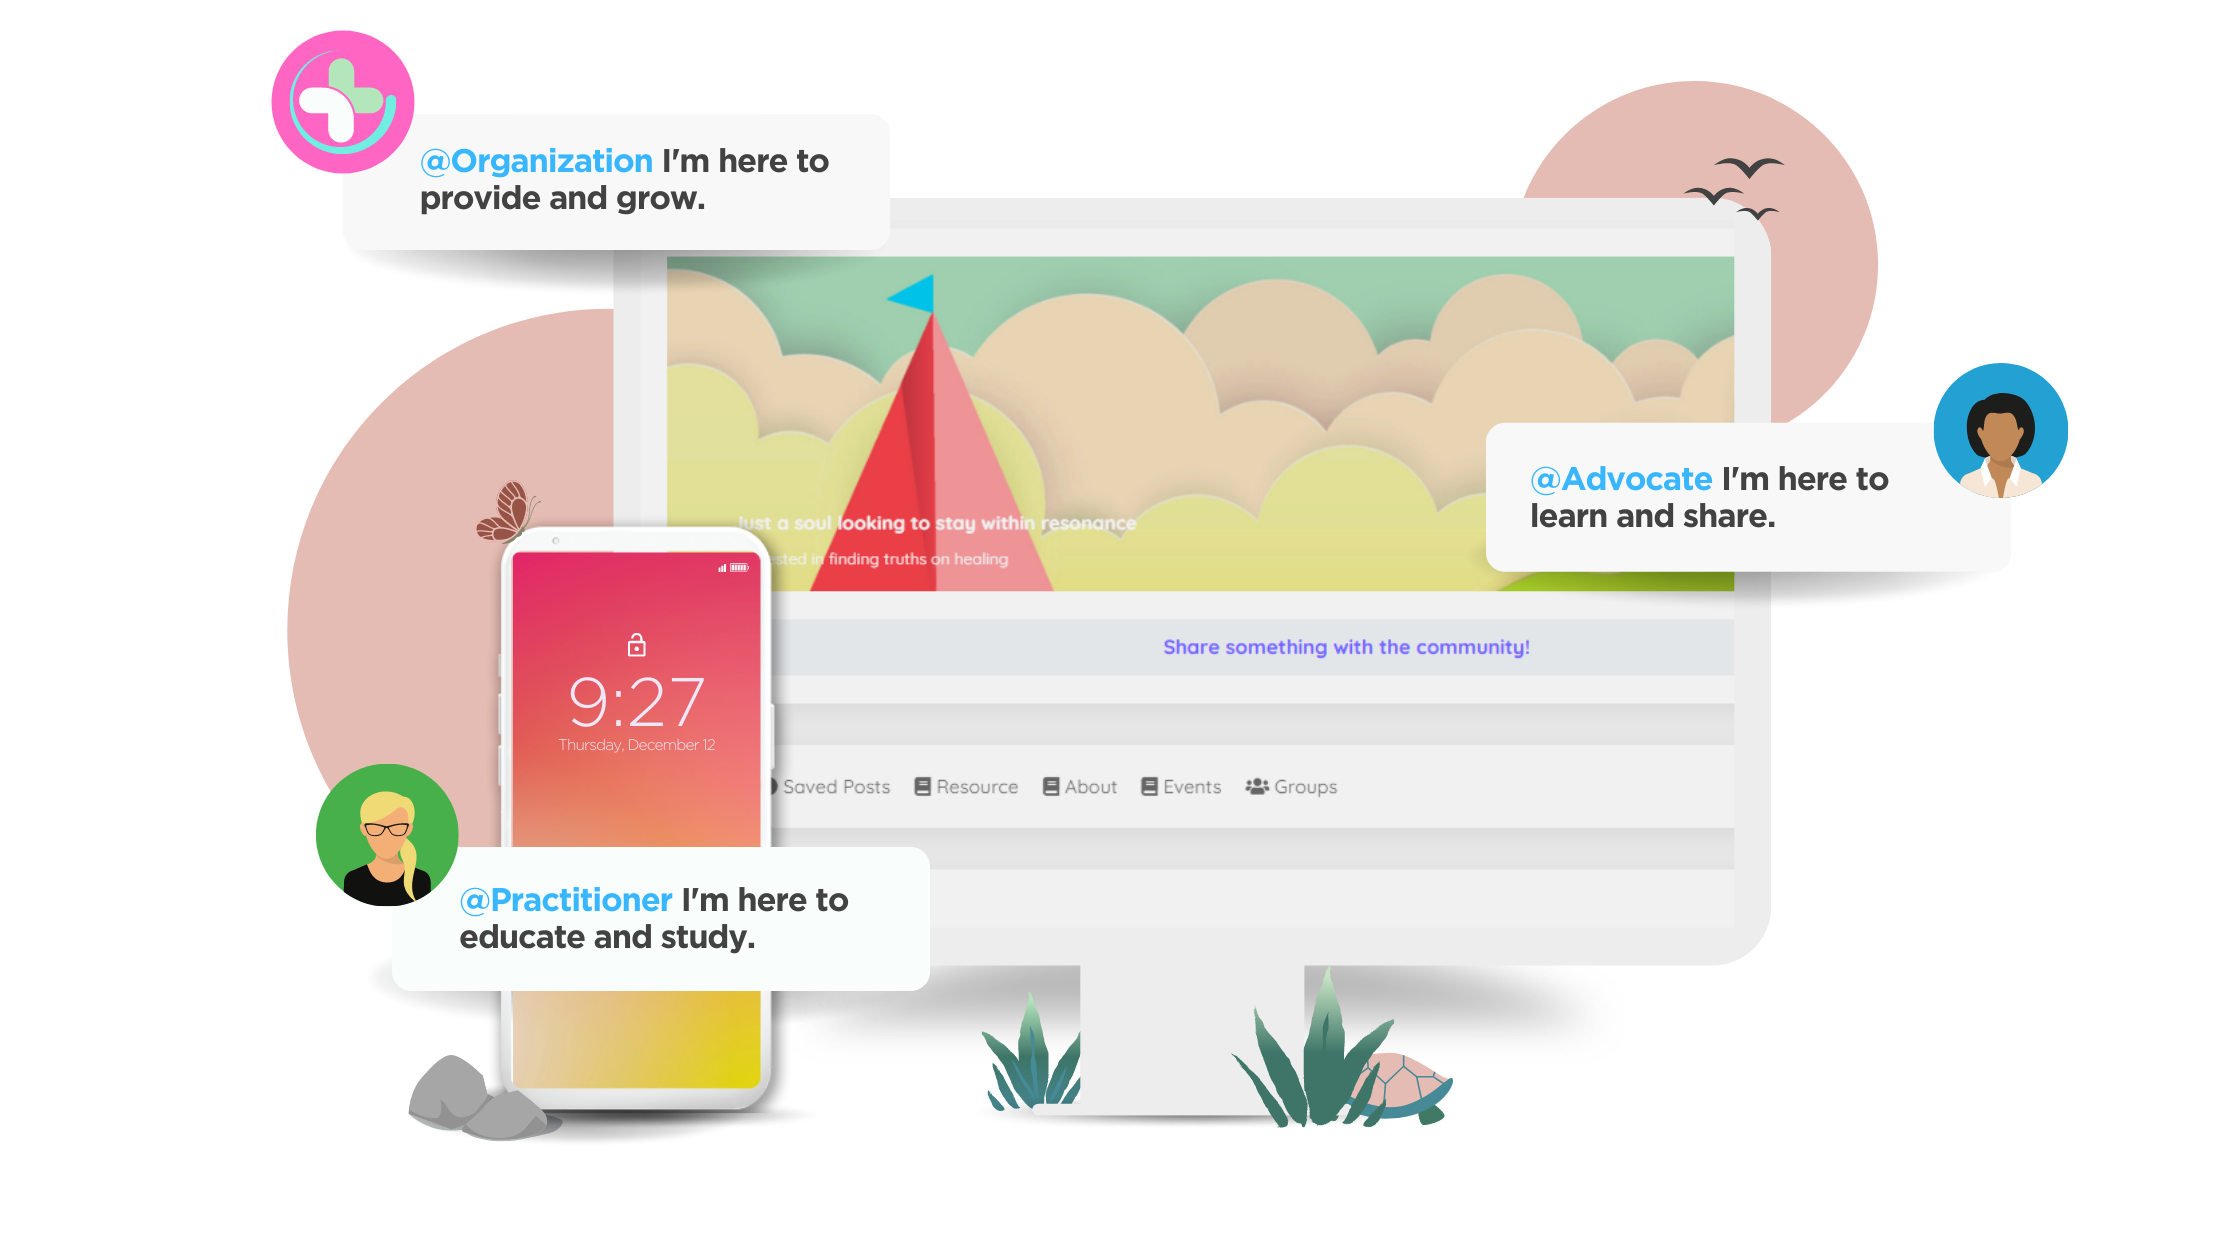 @Organization I'm here to
provide and grow.
@Advocate I'm here to
learn and share.
Just a soul looking to stay within resonance
in finding truths on healing
Share something with the community!
9:27
Thursday, December 12
Saved Posts Resource About Events Groups
@Practitioner I'm here to
educate and study.